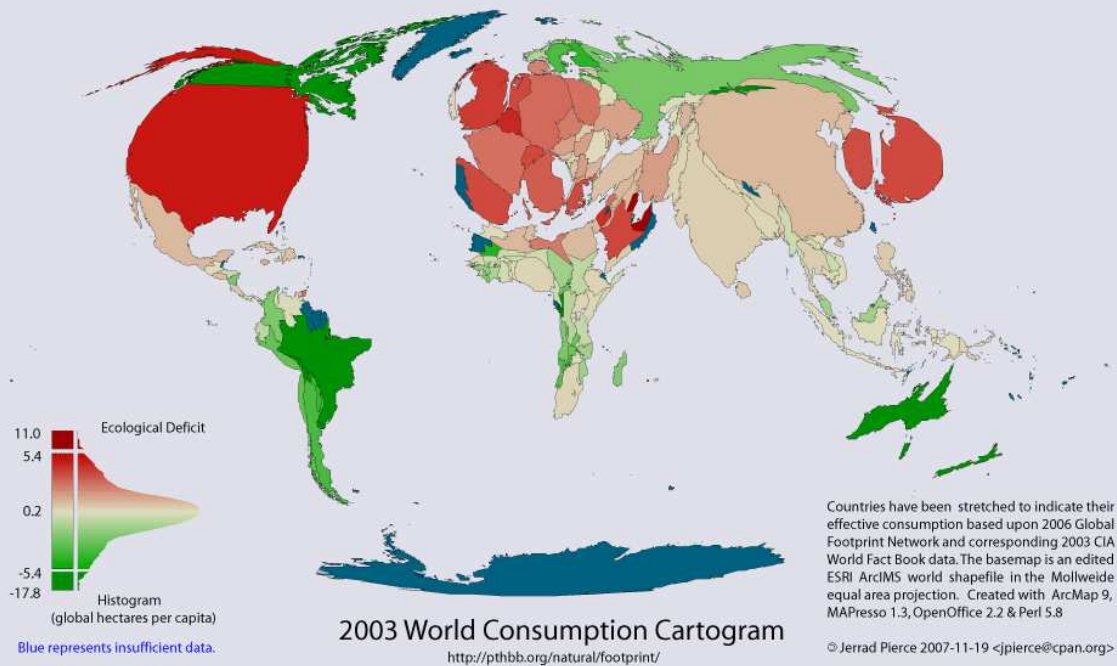 11.0
Ecological Deficit
5.4
0.2
-5.4
-17.8
Histogram
(global hectares per capita)
Blue represents insufficient data.
2003 World Consumption Cartogram
http://pthbb.org/natural/footprint/
Countries have been stretched to indicate their
effective consumption based upon 2006 Global
Footprint Network and corresponding 2003 CIA
World Fact Book data. The basemap is an edited
ESRI ArcIMS world shapefile in the Mollweide
equal area projection. Created with ArcMap 9,
MAPresso 1.3, OpenOffice 2.2 & Perl 5.8
© Jerrad Pierce 2007-11-19 <jpierce@cpan.org>